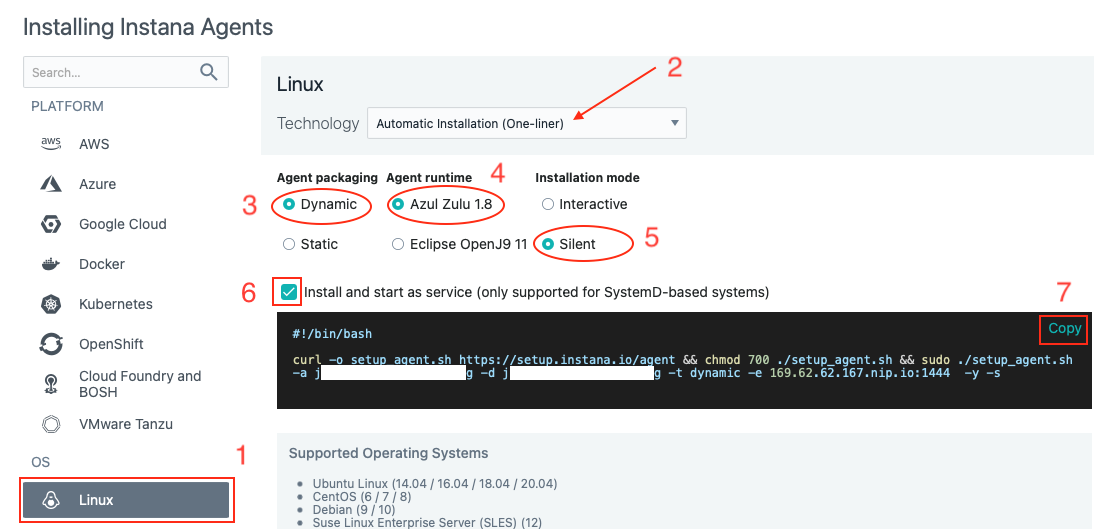 Installing Instana Agents
Search...
PLATFORM
aws
AWS
Azure
Google Cloud
Docker
Kubernetes
OpenShift
Cloud Foundry and
BOSH
VMware Tanzu
OS
1
Linux
Linux
2
Technology
Automatic Installation (One-liner)
Agent packaging
Agent runtime
4
Installation mode
3
Dynamic
Azul Zulu 1.8
Interactive
Static
Eclipse OpenJ9 11
Silent
5
6
Install and start as service (only supported for SystemD-based systems)
7
Copy
#!/bin/bash
curl -o setup_agent.sh https://setup.instana.io/agent && chmod 700 ./setup_agent.sh && sudo ./setup_agent.sh
-a j g -d j g -t dynamic -e 169.62.62.167.nip.io:1444 -y -s
Supported Operating Systems
Ubuntu Linux (14.04 / 16.04 / 18.04 / 20.04)
CentOS (6 / 7 / 8)
Debian (9 / 10)
Suse Linux Enterprise Server (SLES) (12)